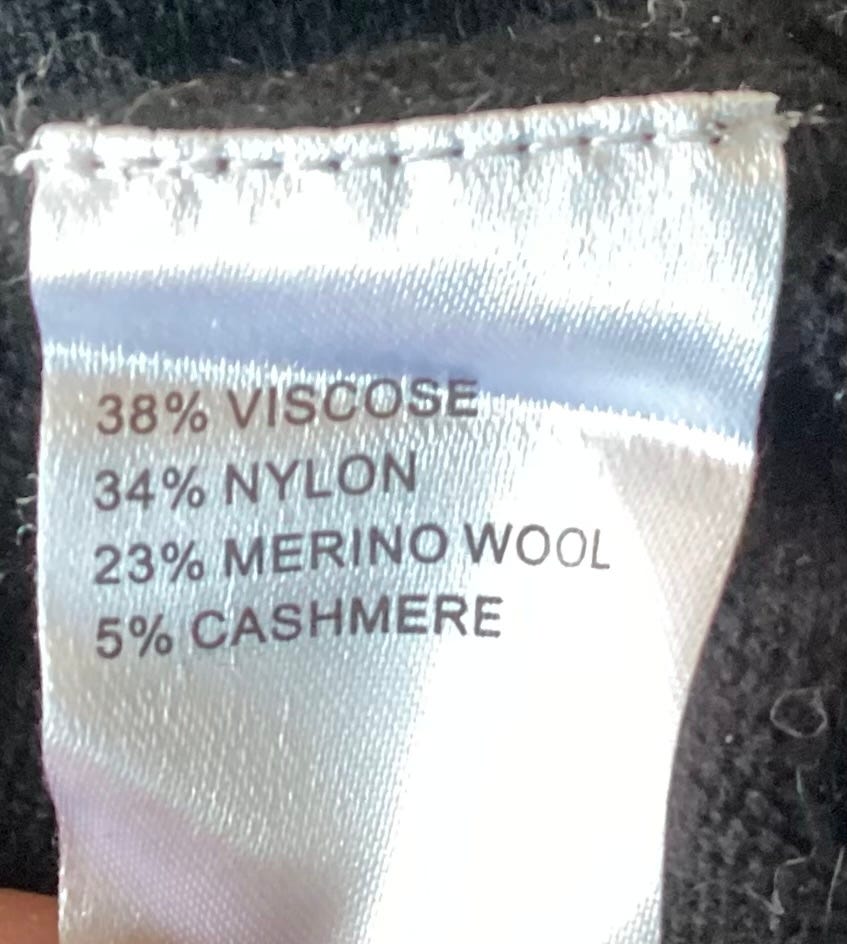 38% VISCOSE
34% NYLON
23% MERINO WOOL
5% CASHMERE